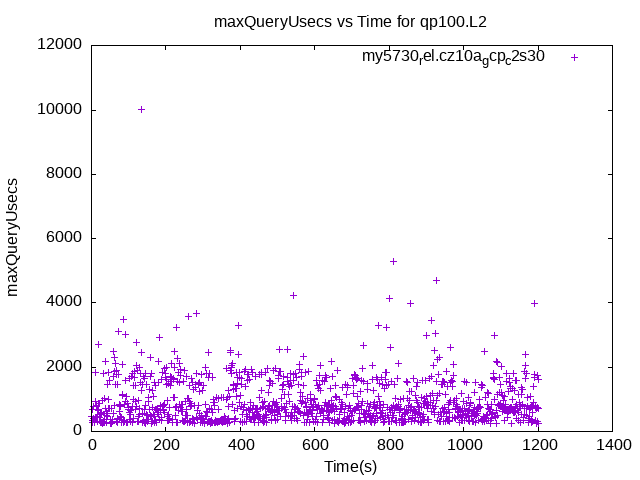 maxQueryUsecs vs Time for qp100.L2
my5730rel.cz10agcpc2s30
12000
10000
8000
6000
4000
2000
0
maxQueryUsecs
0 200 400 600 800 1000 1200 1400
Time(s)